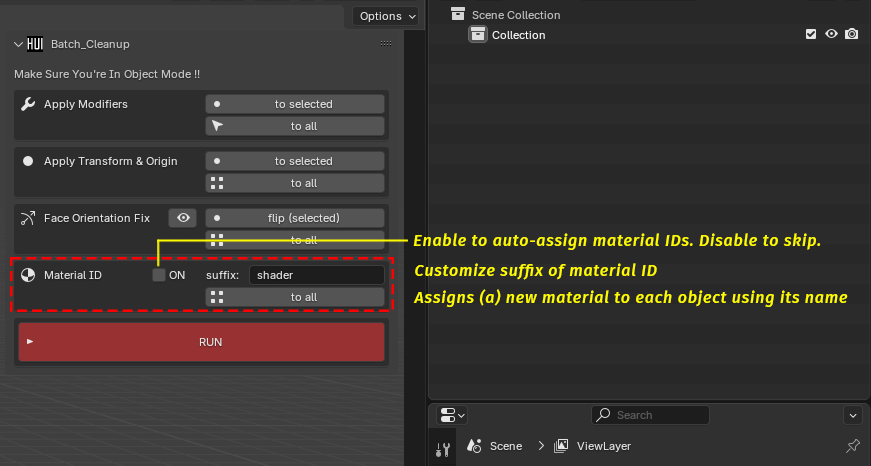 Options
Scene Collection
HUI Batch_Cleanup
Collection
Make Sure You're In Object Mode !!
Apply Modifiers
to selected
to all
Apply Transform & Origin
to selected
to all
Face Orientation Fix
flip (selected)
to all
Enable to auto-assign material IDs. Disable to skip.
Material ID
ON
suffix:
shader
Customize suffix of material ID
to all
Assigns (a) new material to each object using its name
RUN
Search
Scene
ViewLayer